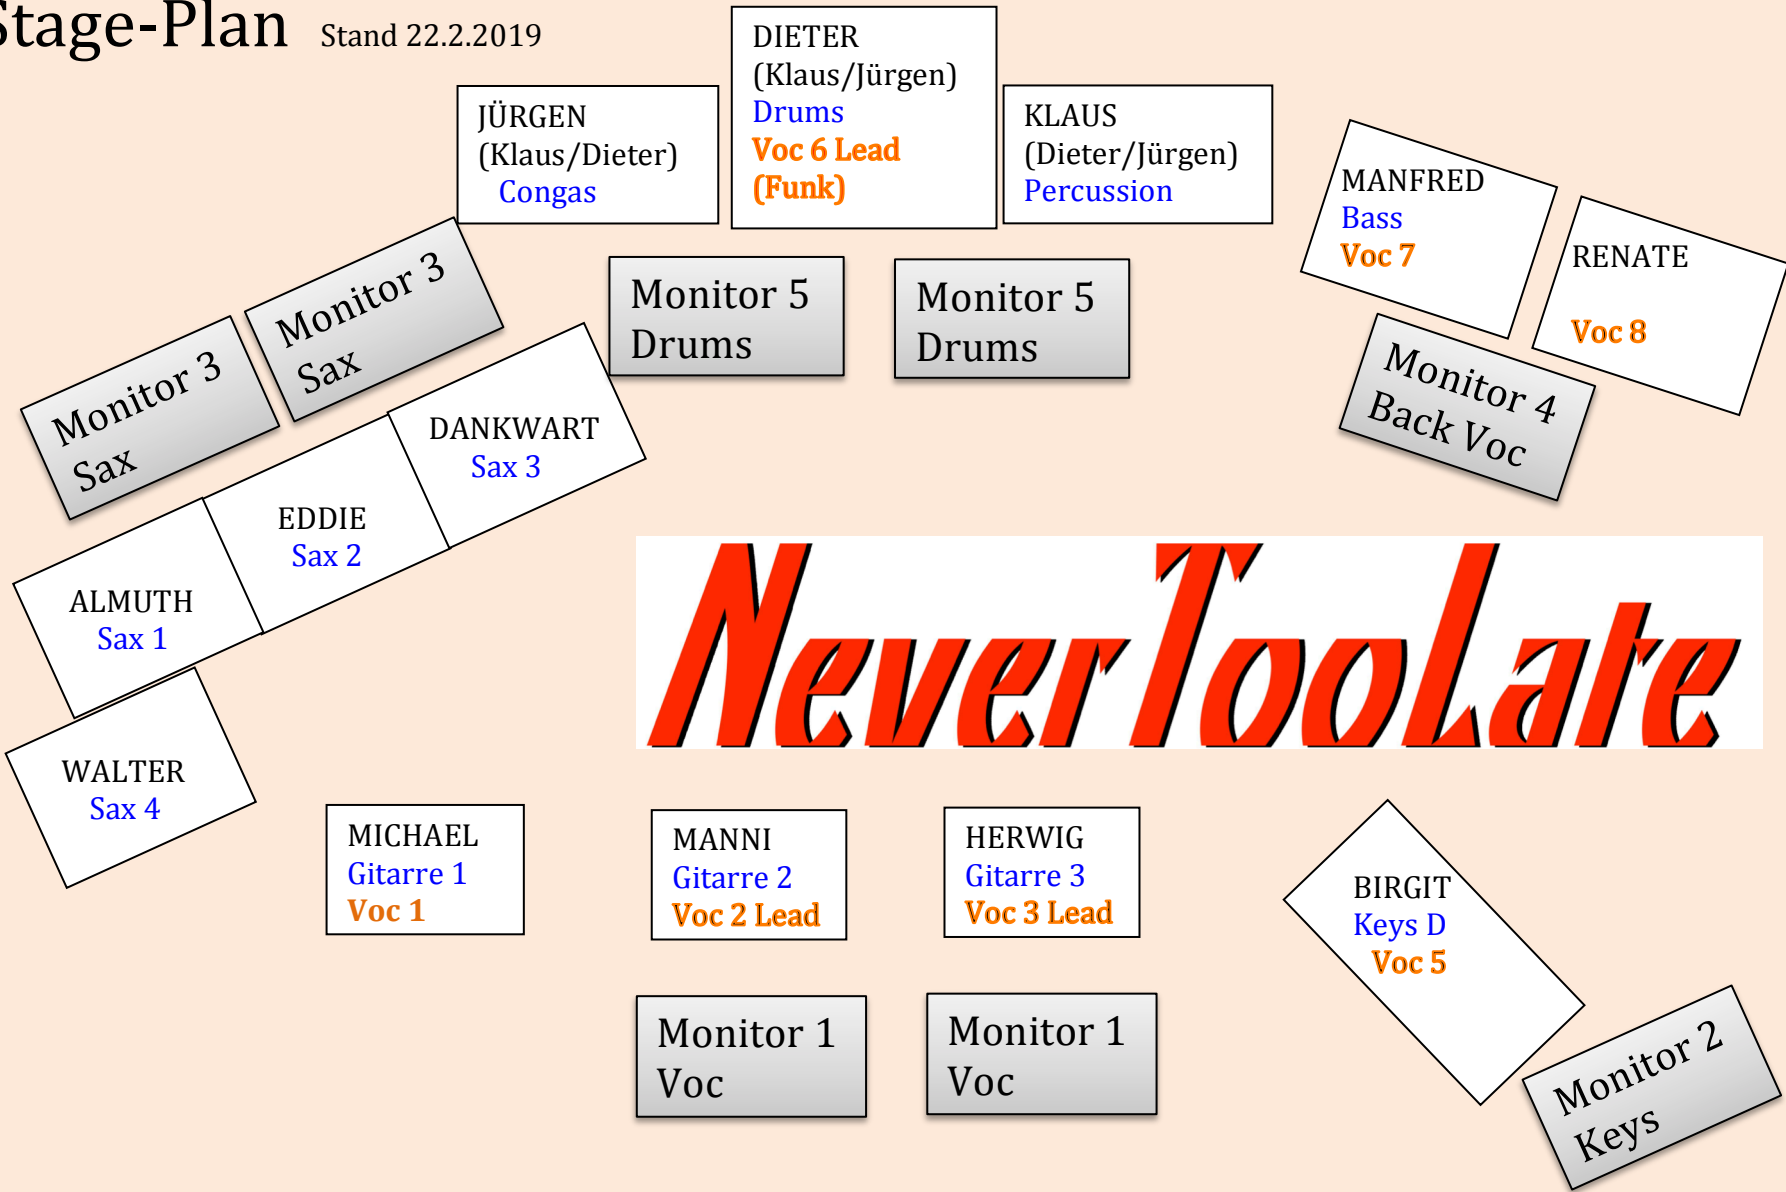 Stage-Plan Stand 22.2.2019
JÜRGEN
(Klaus/Dieter)
Congas
DIETER
(Klaus/Jürgen)
Drums
Voc 6 Lead
(Funk)
KLAUS
(Dieter/Jürgen)
Percussion
MANFRED
Bass
Voc 7
RENATE
Voc 8
Monitor 3
Sax
Monitor 3
Sax
Monitor 5
Drums
Monitor 5
Drums
Monitor 4
Back Voc
DANKWART
Sax 3
EDDIE
Sax 2
ALMUTH
Sax 1
WALTER
Sax 4
NeverTooLate
MICHAEL
Gitarre 1
Voc 1
MANNI
Gitarre 2
Voc 2 Lead
HERWIG
Gitarre 3
Voc 3 Lead
BIRGIT
Keys D
Voc 5
Monitor 1
Voc
Monitor 1
Voc
Monitor 2
Keys